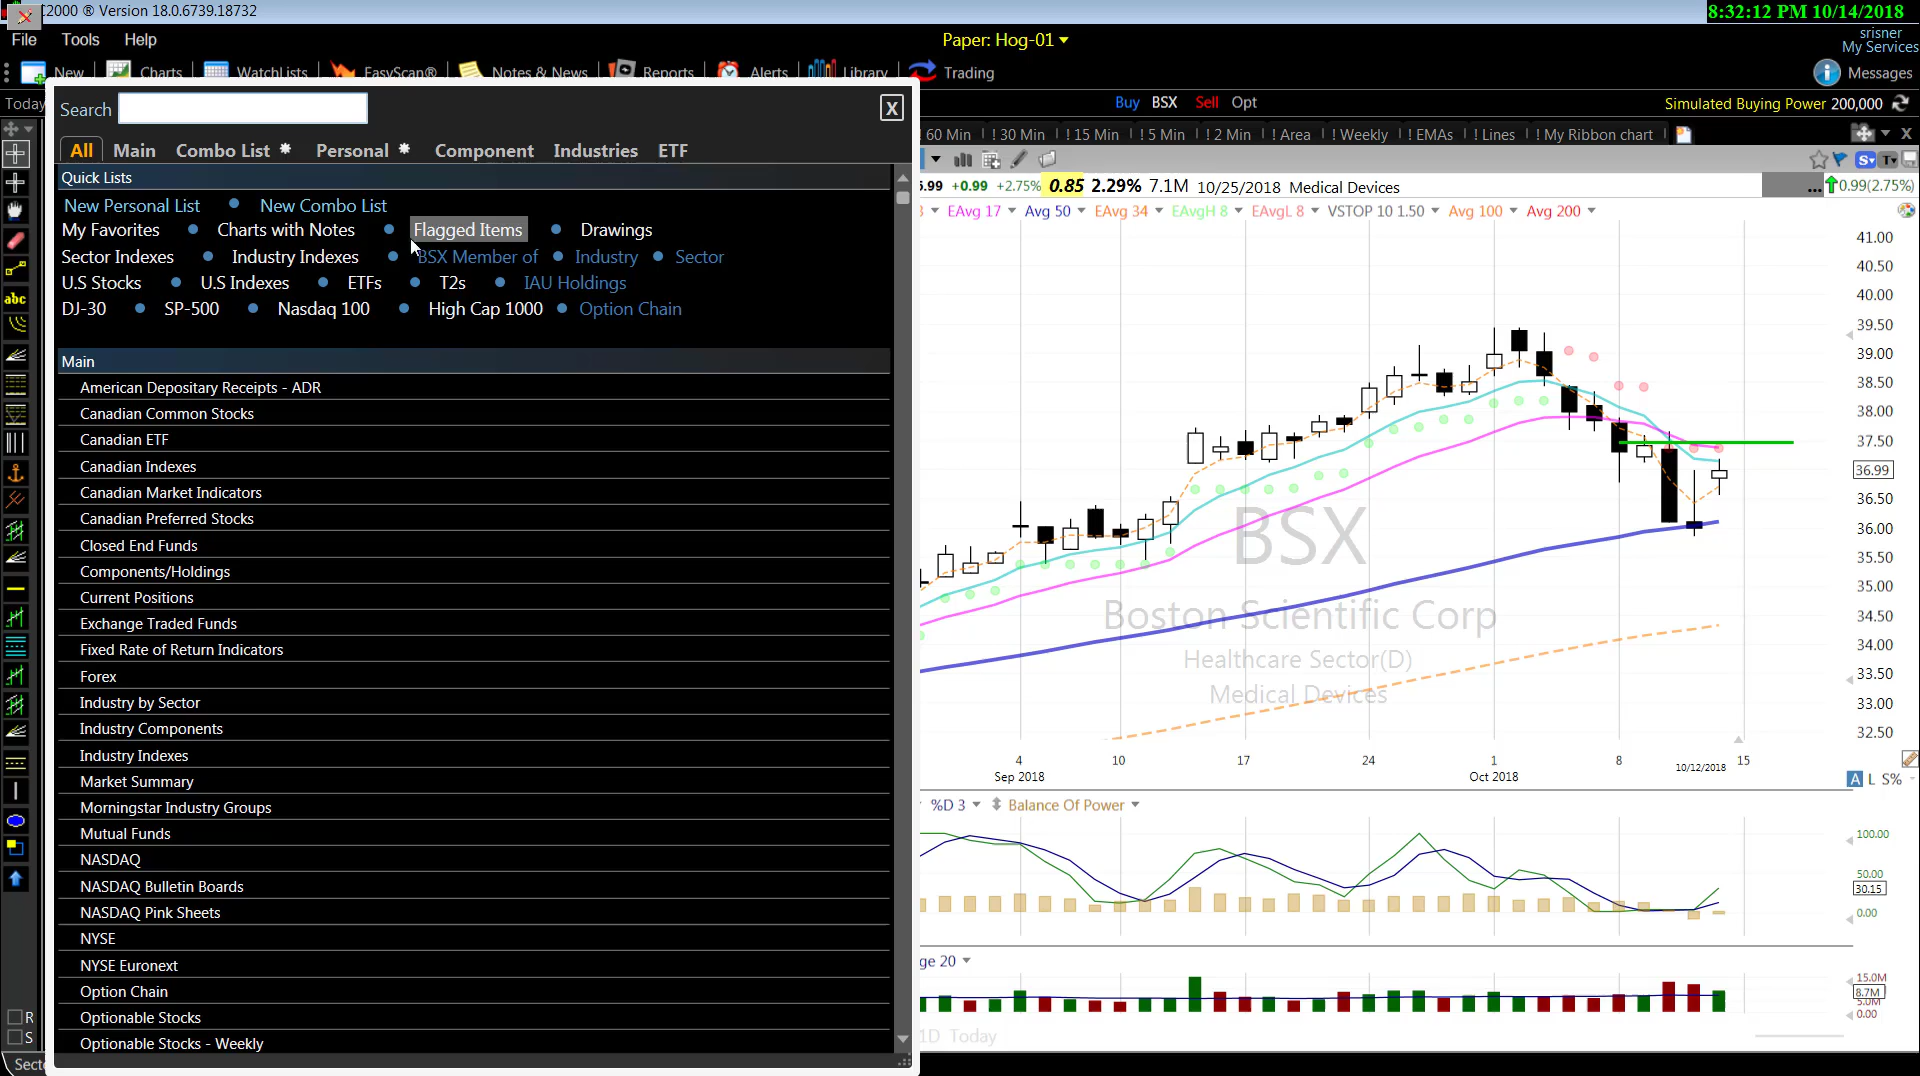 2000 ® Version 18.0.6739.18732
8:32:12 PM 10/14/2018
File Tools Help
Paper: Hog-01
srisner
My Services
New Charts WatchLists EasyScan® Notes & News Reports Alerts Library Trading
Messages
Today
Search
X
Buy BSX Sell Opt
Simulated Buying Power 200,000
All Main Combo List * Personal * Component Industries ETF
! 60 Min ! 30 Min ! 15 Min ! 5 Min ! 2 Min ! Area ! Weekly ! EMAs ! Lines ! My Ribbon chart
Quick Lists
New Personal List New Combo List
My Favorites Charts with Notes Flagged Items Drawings
Sector Indexes Industry Indexes BSX Member of Industry Sector
U.S Stocks U.S Indexes ETFs T2s IAU Holdings
DJ-30 SP-500 Nasdaq 100 High Cap 1000 Option Chain
Main
American Depositary Receipts - ADR
Canadian Common Stocks
Canadian ETF
Canadian Indexes
Canadian Market Indicators
Canadian Preferred Stocks
Closed End Funds
Components/Holdings
Current Positions
Exchange Traded Funds
Fixed Rate of Return Indicators
Forex
Industry by Sector
Industry Components
Industry Indexes
Market Summary
Morningstar Industry Groups
Mutual Funds
NASDAQ
NASDAQ Bulletin Boards
NASDAQ Pink Sheets
NYSE
NYSE Euronext
Option Chain
Optionable Stocks
Optionable Stocks - Weekly
abc
R
S
Sect
S T
.99 +0.99 +2.75% 0.85 2.29% 7.1M 10/25/2018 Medical Devices
... 0.99(2.75%)
8 EAvg 17 Avg 50 EAvg 34 EAvgH 8 EAvgL 8 VSTOP 10 1.50 Avg 100 Avg 200
41.00
40.50
40.00
39.50
39.00
38.50
38.00
37.50
36.99
36.50
36.00
35.50
35.00
34.50
34.00
33.50
33.00
32.50
BSX
Boston Scientific Corp
Healthcare Sector(D)
Medical Devices
4 10 17 24 1 8 10/12/2018 15
Sep 2018 Oct 2018
A L S%
%D 3 Balance Of Power
100.00
50.00
30.15
0.00
ge 20
15.0M
8.7M
5.0M
0.00
1D Today